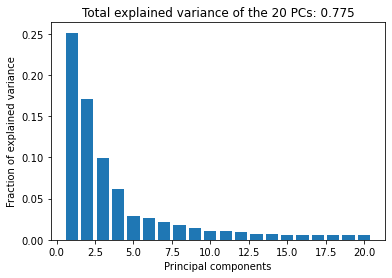 Total explained variance of the 20 PCs: 0.775
Fraction of explained variance
0.25
0.20
0.15
0.10
0.05
0.00
0.0 2.5 5.0 7.5 10.0 12.5 15.0 17.5 20.0
Principal components